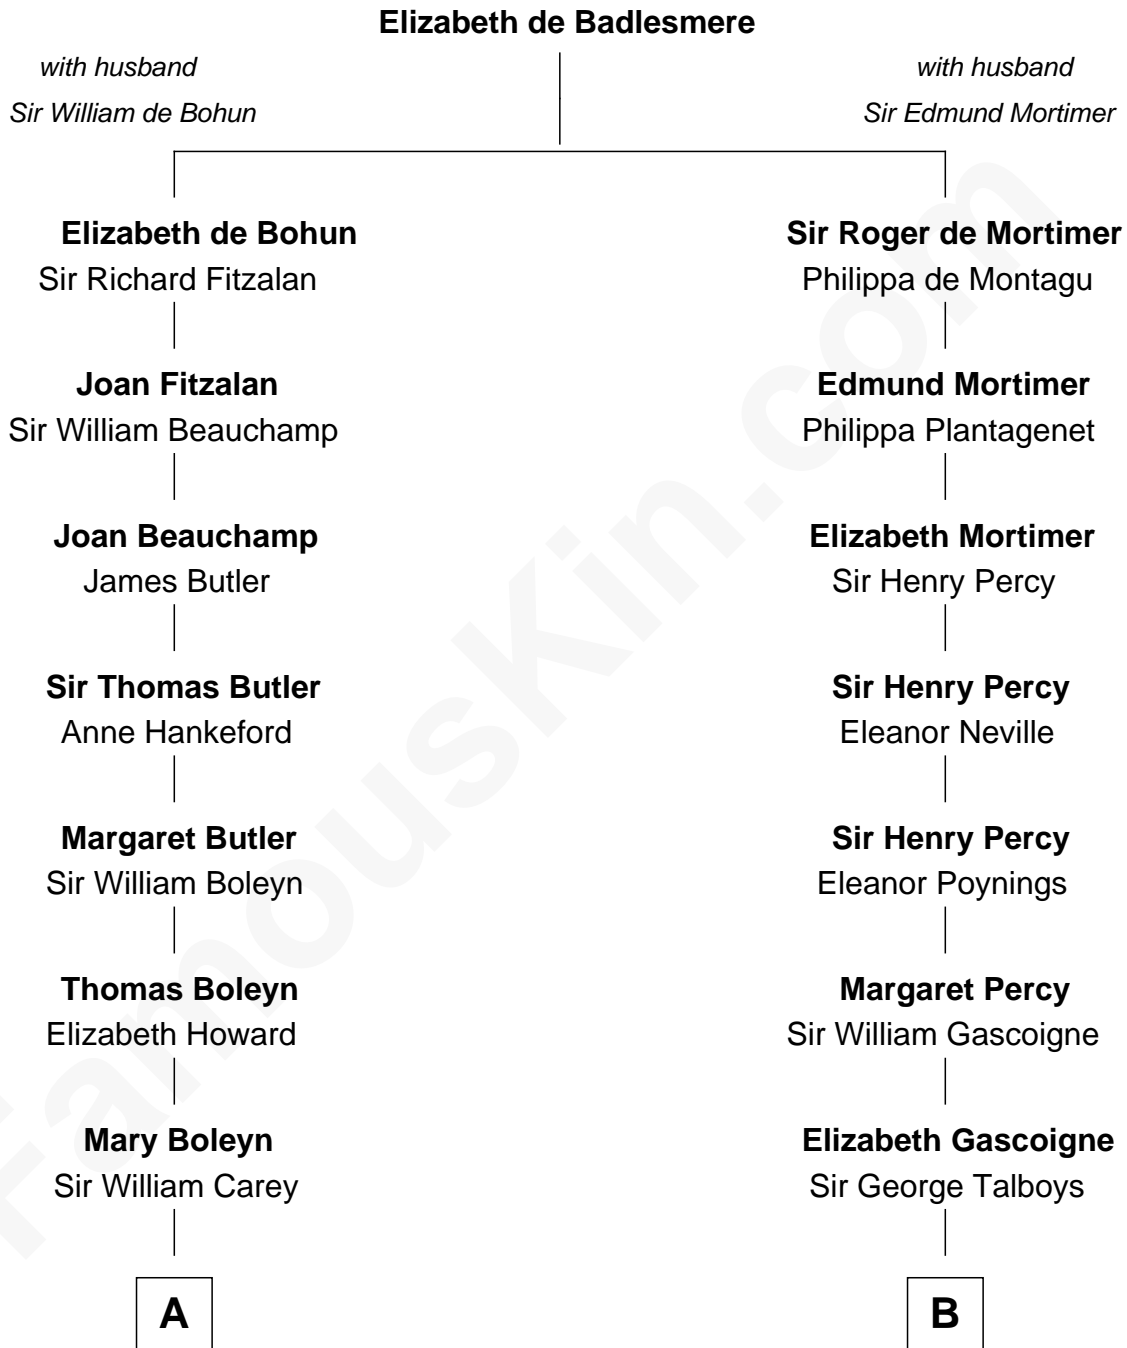 Elizabeth de Badlesmere
with husband
Sir William de Bohun
with husband
Sir Edmund Mortimer
Elizabeth de Bohun
Sir Richard Fitzalan
Sir Roger de Mortimer
Philippa de Montagu
Joan Fitzalan
Sir William Beauchamp
Edmund Mortimer
Philippa Plantagenet
Joan Beauchamp
James Butler
Elizabeth Mortimer
Sir Henry Percy
Sir Thomas Butler
Anne Hankeford
Sir Henry Percy
Eleanor Neville
Margaret Butler
Sir William Boleyn
Sir Henry Percy
Eleanor Poynings
Thomas Boleyn
Elizabeth Howard
Margaret Percy
Sir William Gascoigne
Mary Boleyn
Sir William Carey
Elizabeth Gascoigne
Sir George Talboys
A
B
FamousKin.com